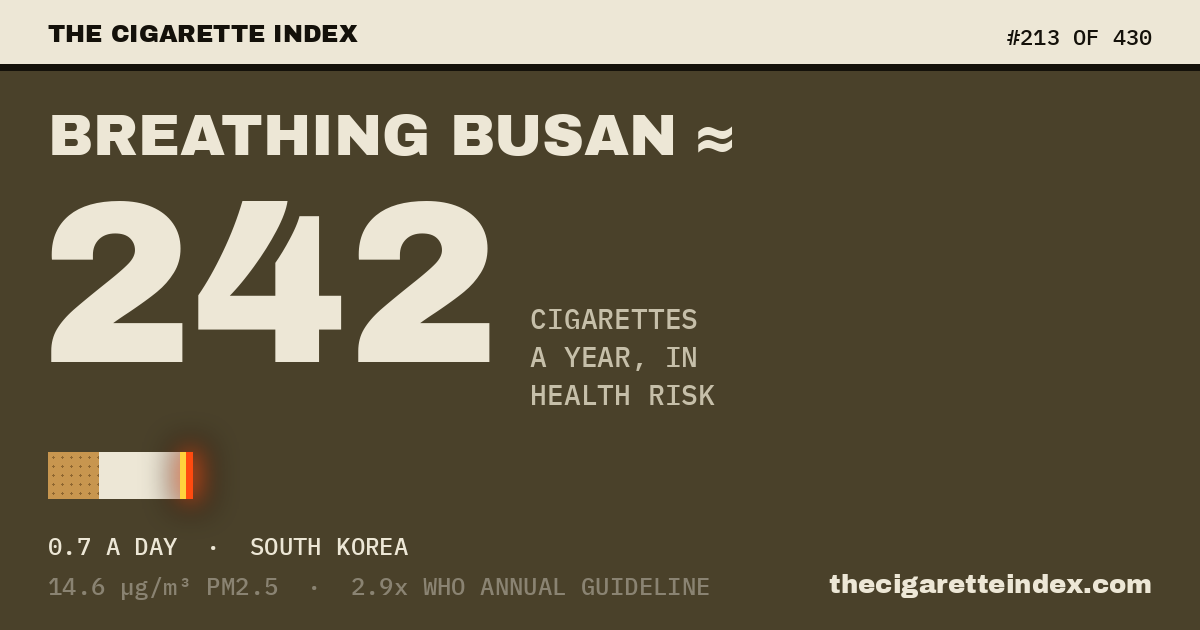 THE CIGARETTE INDEX
#213 OF 430
BREATHING BUSAN ≈
242
CIGARETTES
A YEAR, IN
HEALTH RISK
0.7 A DAY · SOUTH KOREA
14.6 µg/m³ PM2.5 · 2.9x WHO ANNUAL GUIDELINE
thecigaretteindex.com